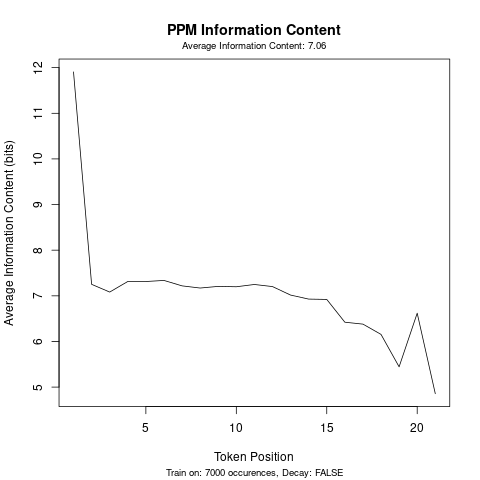 PPM Information Content
Average Information Content: 7.06
Average Information Content (bits)
12
11
10
9
8
7
6
5
5 10 15 20
Token Position
Train on: 7000 occurences, Decay: FALSE